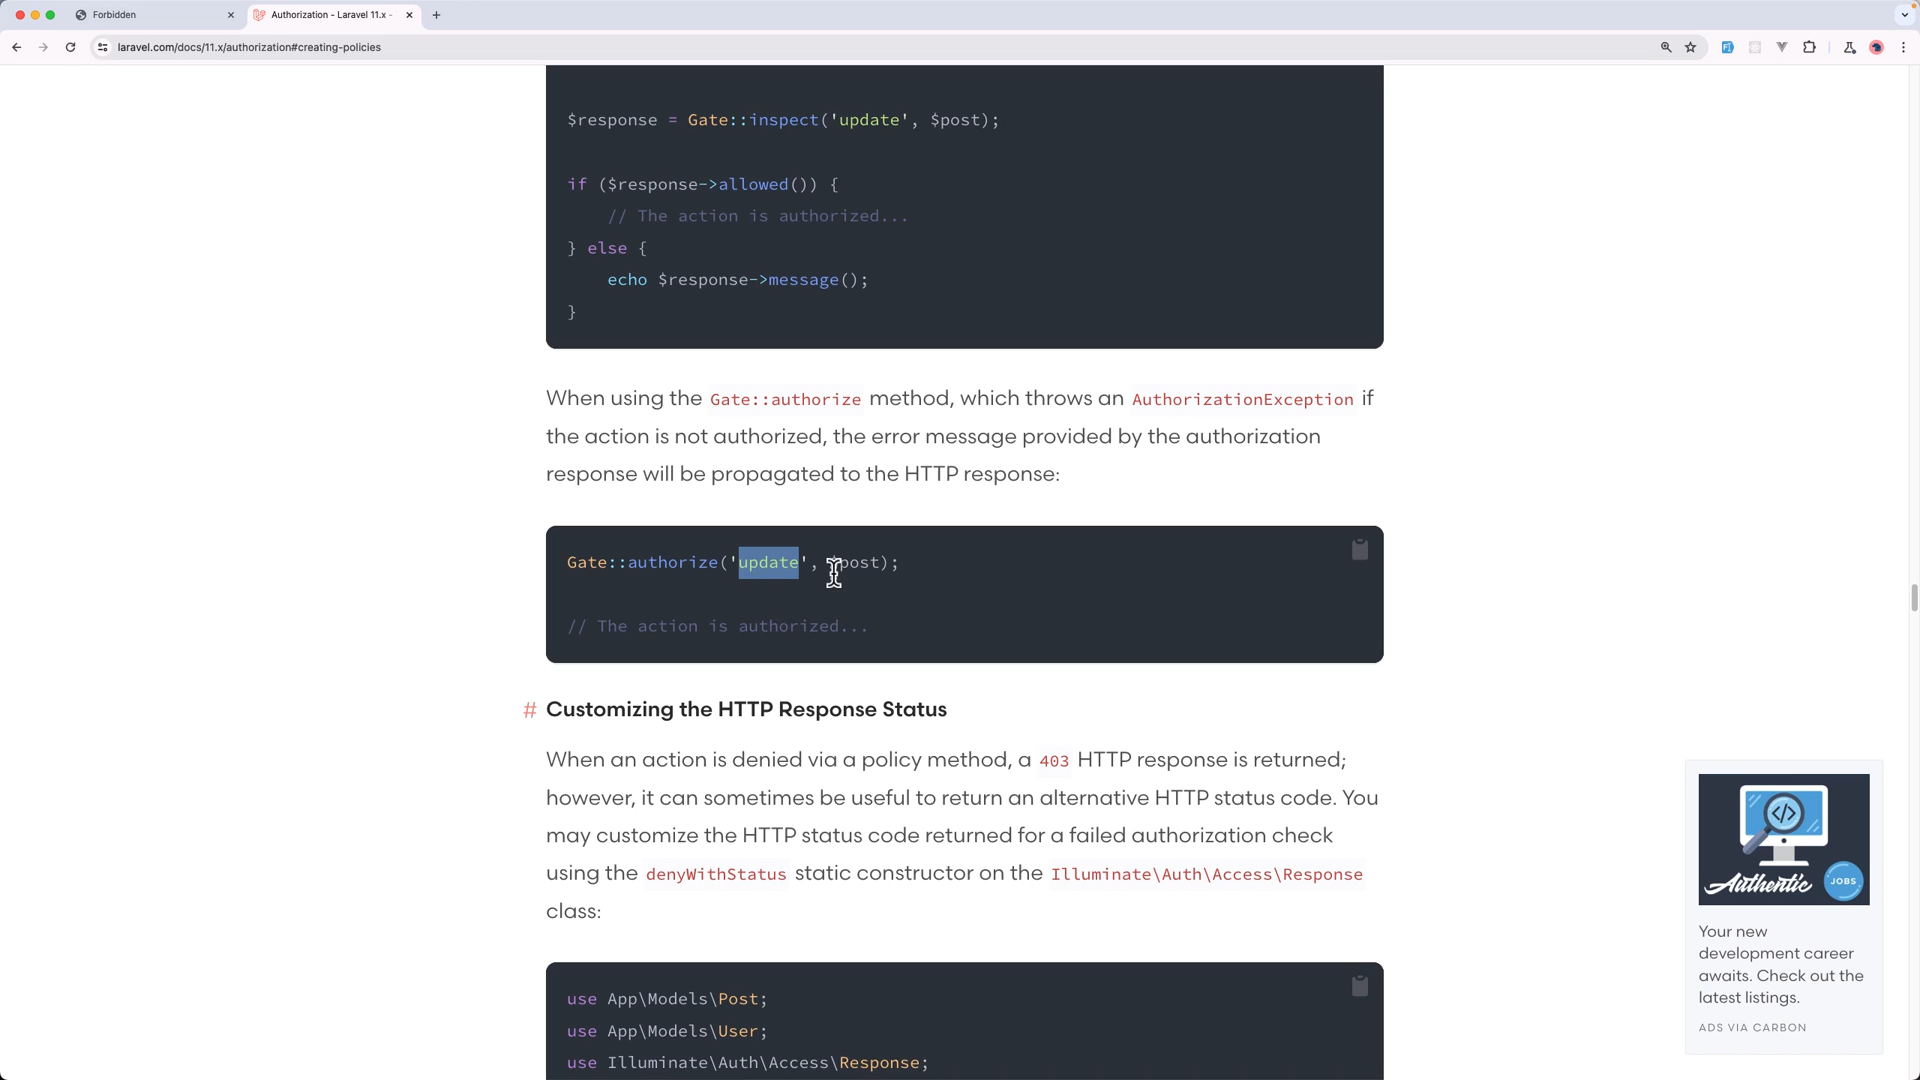 Forbidden
Authorization - Laravel 11.x -
laravel.com/docs/11.x/authorization#creating-policies
$response = Gate::inspect('update', $post);
if ($response->allowed()) {
// The action is authorized...
} else {
echo $response->message();
}
When using the Gate::authorize method, which throws an AuthorizationException if
the action is not authorized, the error message provided by the authorization
response will be propagated to the HTTP response:
Gate::authorize('update', $post);
// The action is authorized...
# Customizing the HTTP Response Status
When an action is denied via a policy method, a 403 HTTP response is returned;
however, it can sometimes be useful to return an alternative HTTP status code. You
may customize the HTTP status code returned for a failed authorization check
using the denyWithStatus static constructor on the Illuminate\Auth\Access\Response
class:
use App\Models\Post;
use App\Models\User;
use Illuminate\Auth\Access\Response;
</>
Authentic JOBS
Your new
development career
awaits. Check out the
latest listings.
ADS VIA CARBON